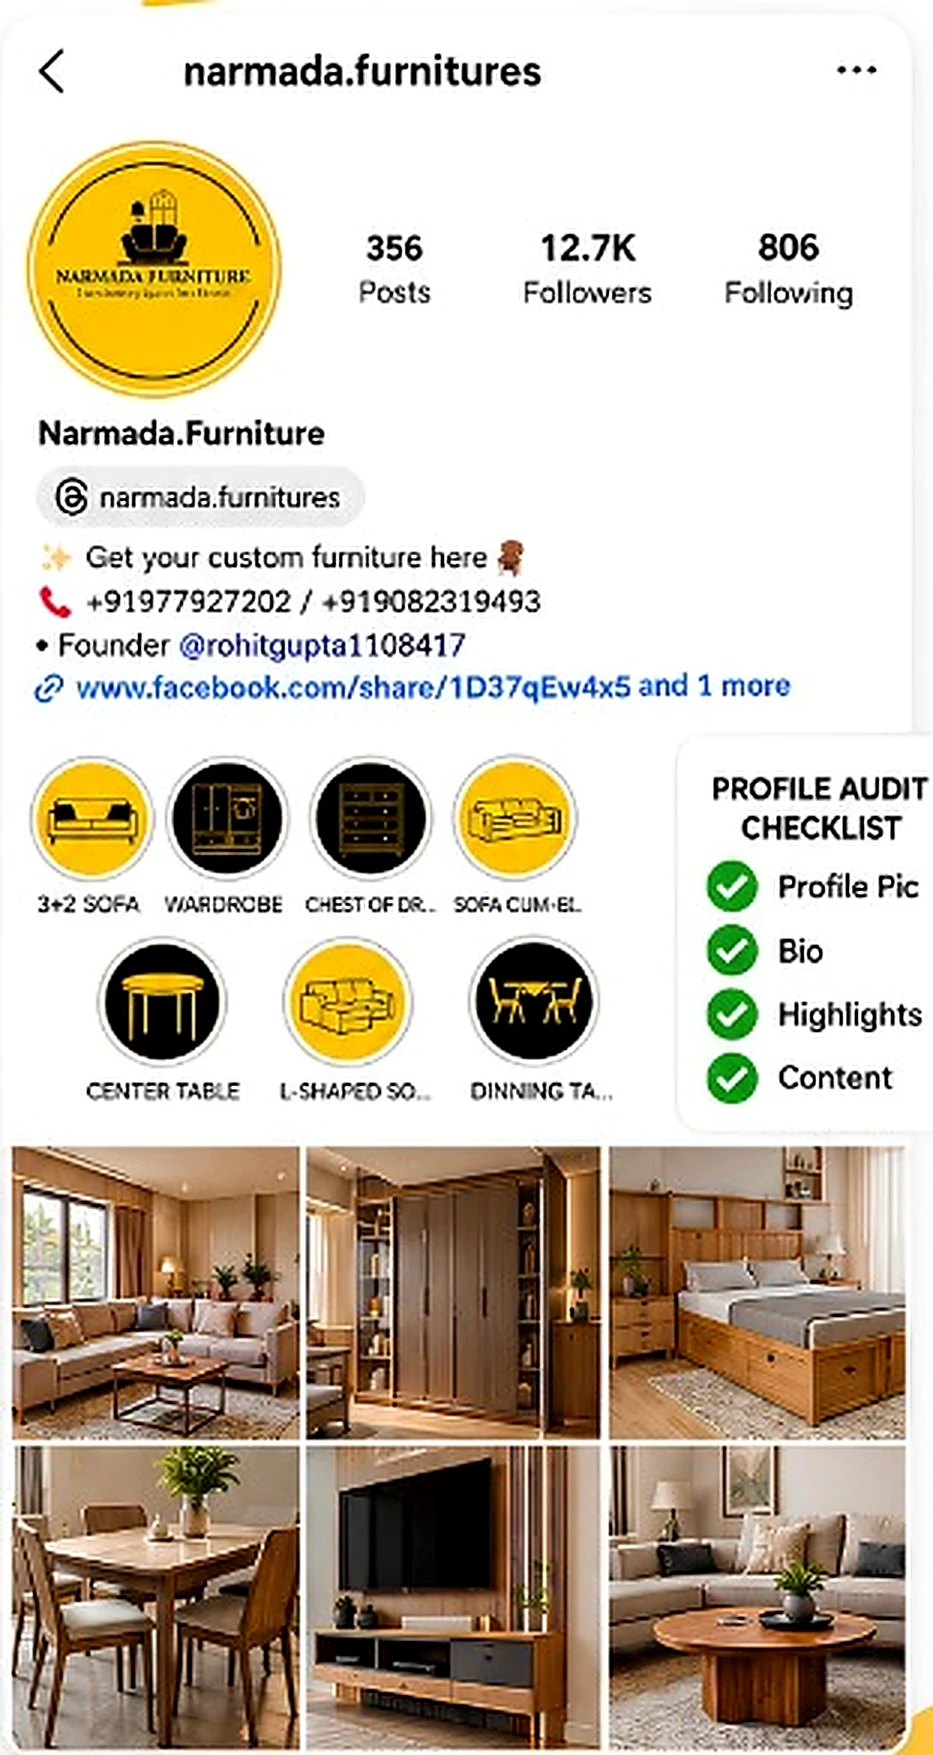 narmada.furnitures
NARMADA FURNITURE
356 Posts
12.7K Followers
806 Following
Narmada.Furniture
narmada.furnitures
✨ Get your custom furniture here 🪑
📞 +91977927202 / +919082319493
• Founder @rohitgupta1108417
www.facebook.com/share/1D37qEw4x5 and 1 more
3+2 SOFA
WARDROBE
CHEST OF DR...
SOFA CUM-BE..
CENTER TABLE
L-SHAPED SO...
DINNING TA...
PROFILE AUDIT
CHECKLIST
Profile Pic
Bio
Highlights
Content